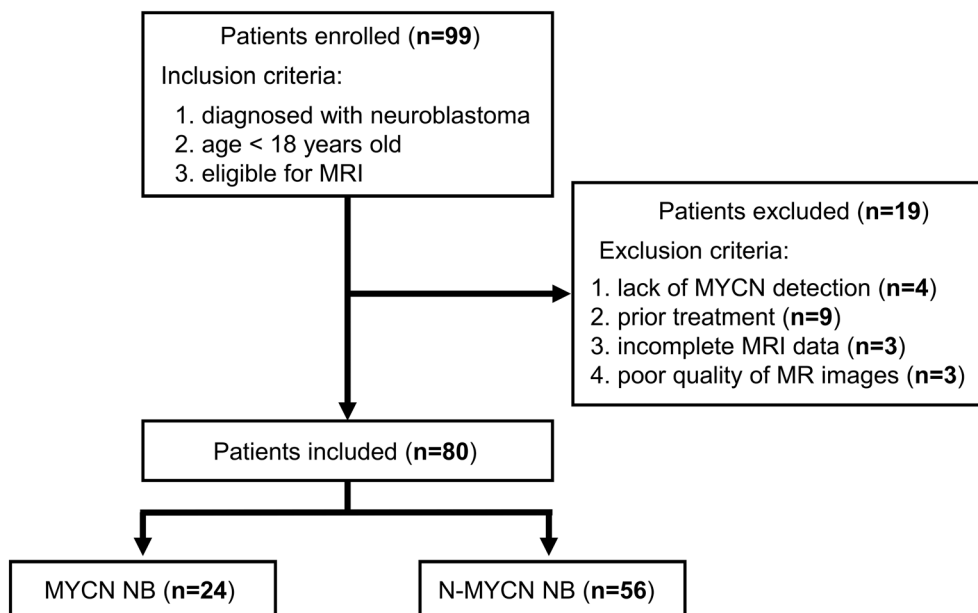 Patients enrolled (n=99)
Inclusion criteria:
1. diagnosed with neuroblastoma
2. age < 18 years old
3. eligible for MRI
Patients excluded (n=19)
Exclusion criteria:
1. lack of MYCN detection (n=4)
2. prior treatment (n=9)
3. incomplete MRI data (n=3)
4. poor quality of MR images (n=3)
Patients included (n=80)
MYCN NB (n=24)
N-MYCN NB (n=56)